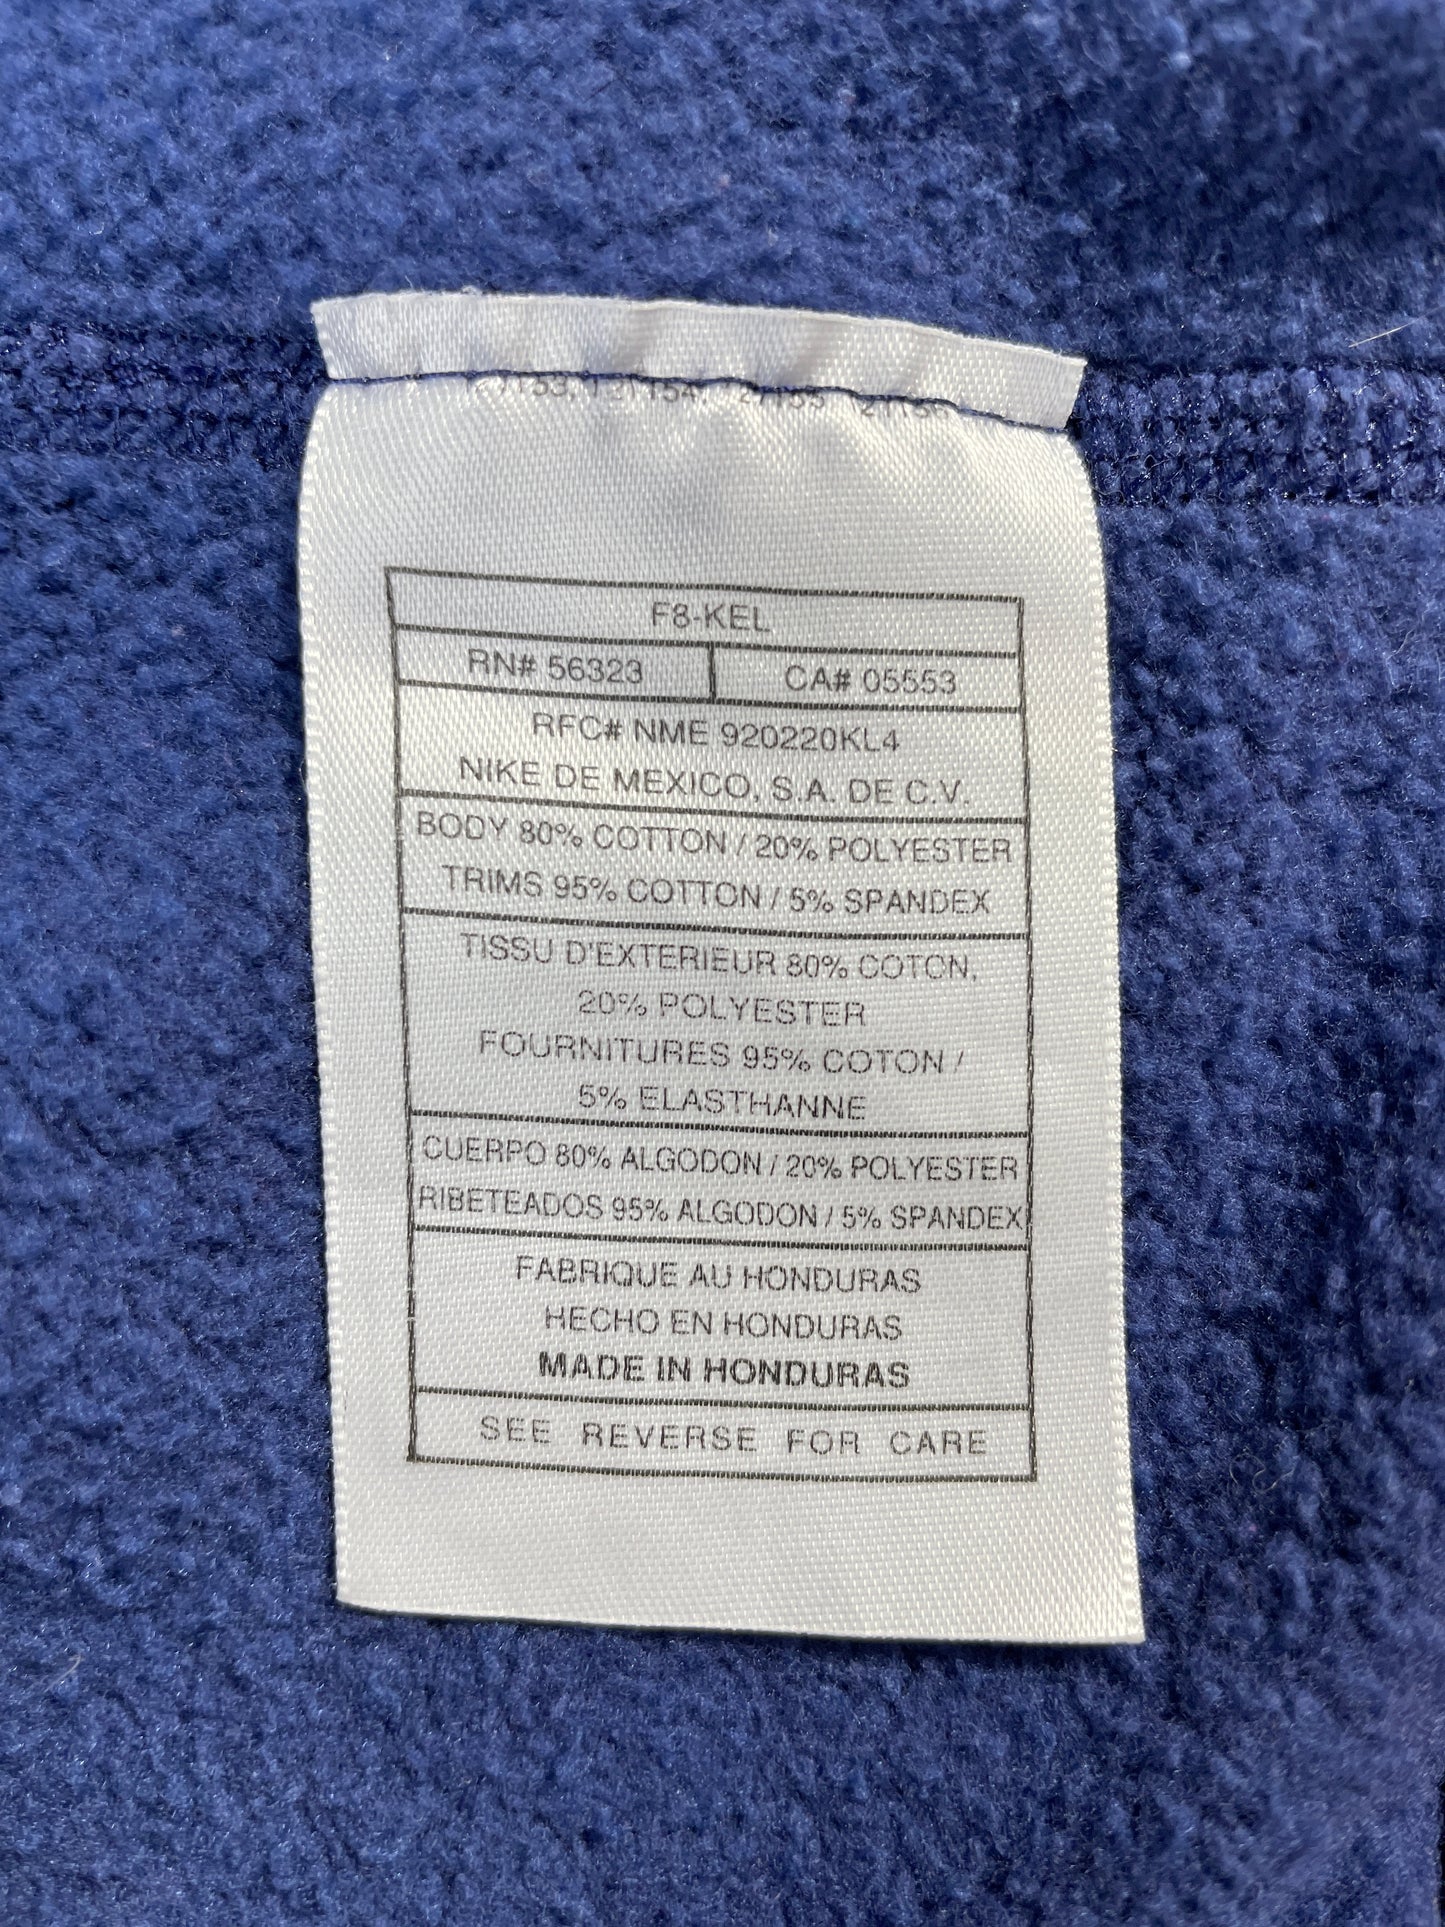 F8-KEL
RN# 56323 CA# 05553
RFC# NME 920220KL4
NIKE DE MEXICO, S.A. DE C.V.
BODY 80% COTTON / 20% POLYESTER
TRIMS 95% COTTON / 5% SPANDEX
TISSU D'EXTERIEUR 80% COTON,
20% POLYESTER
FOURNITURES 95% COTON /
5% ELASTHANNE
CUERPO 80% ALGODON / 20% POLYESTER
RIBETEADOS 95% ALGODON / 5% SPANDEX
FABRIQUE AU HONDURAS
HECHO EN HONDURAS
MADE IN HONDURAS
SEE REVERSE FOR CARE